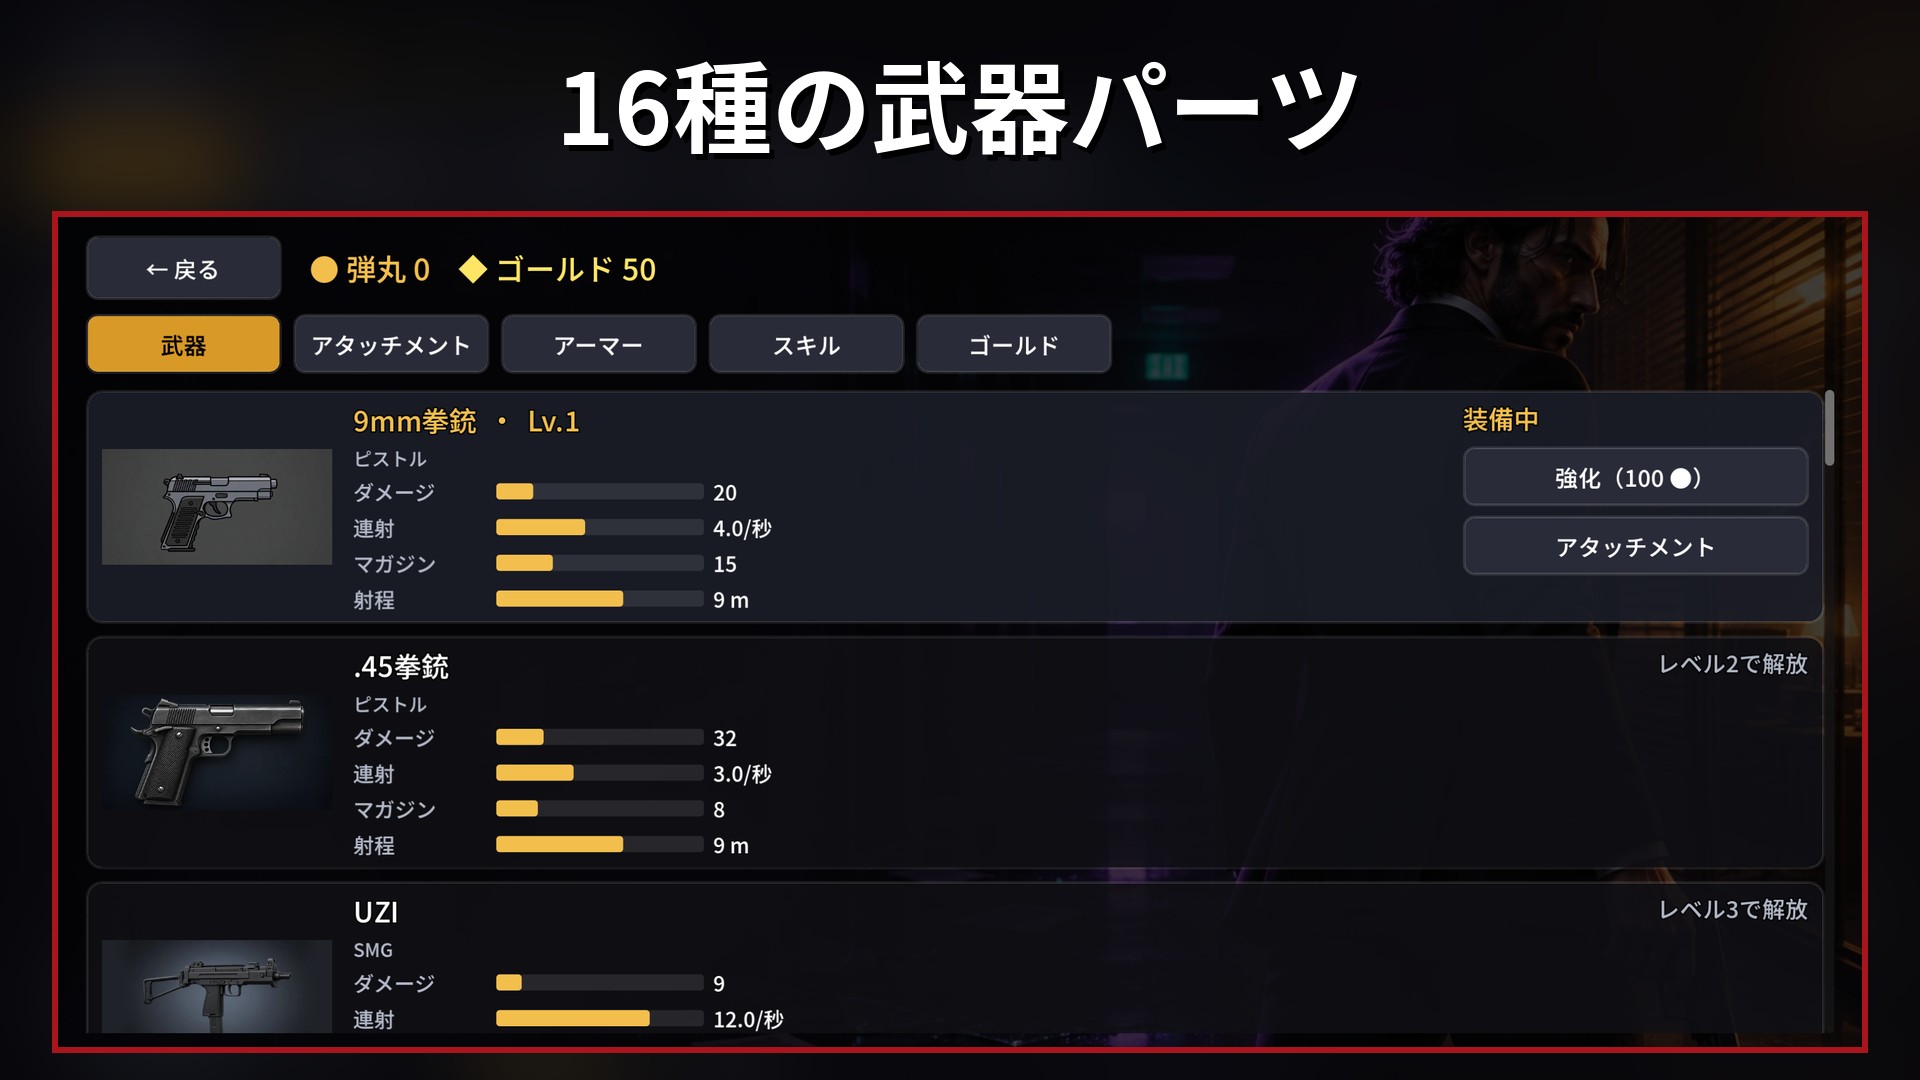 16種の武器パーツ
← 戻る
弾丸 0
ゴールド 50
武器
アタッチメント
アーマー
スキル
ゴールド
9mm拳銃 ・ Lv.1
装備中
ピストル
ダメージ 20
連射 4.0/秒
マガジン 15
射程 9 m
強化（100 ●）
アタッチメント
.45拳銃
レベル2で解放
ピストル
ダメージ 32
連射 3.0/秒
マガジン 8
射程 9 m
UZI
レベル3で解放
SMG
ダメージ 9
連射 12.0/秒